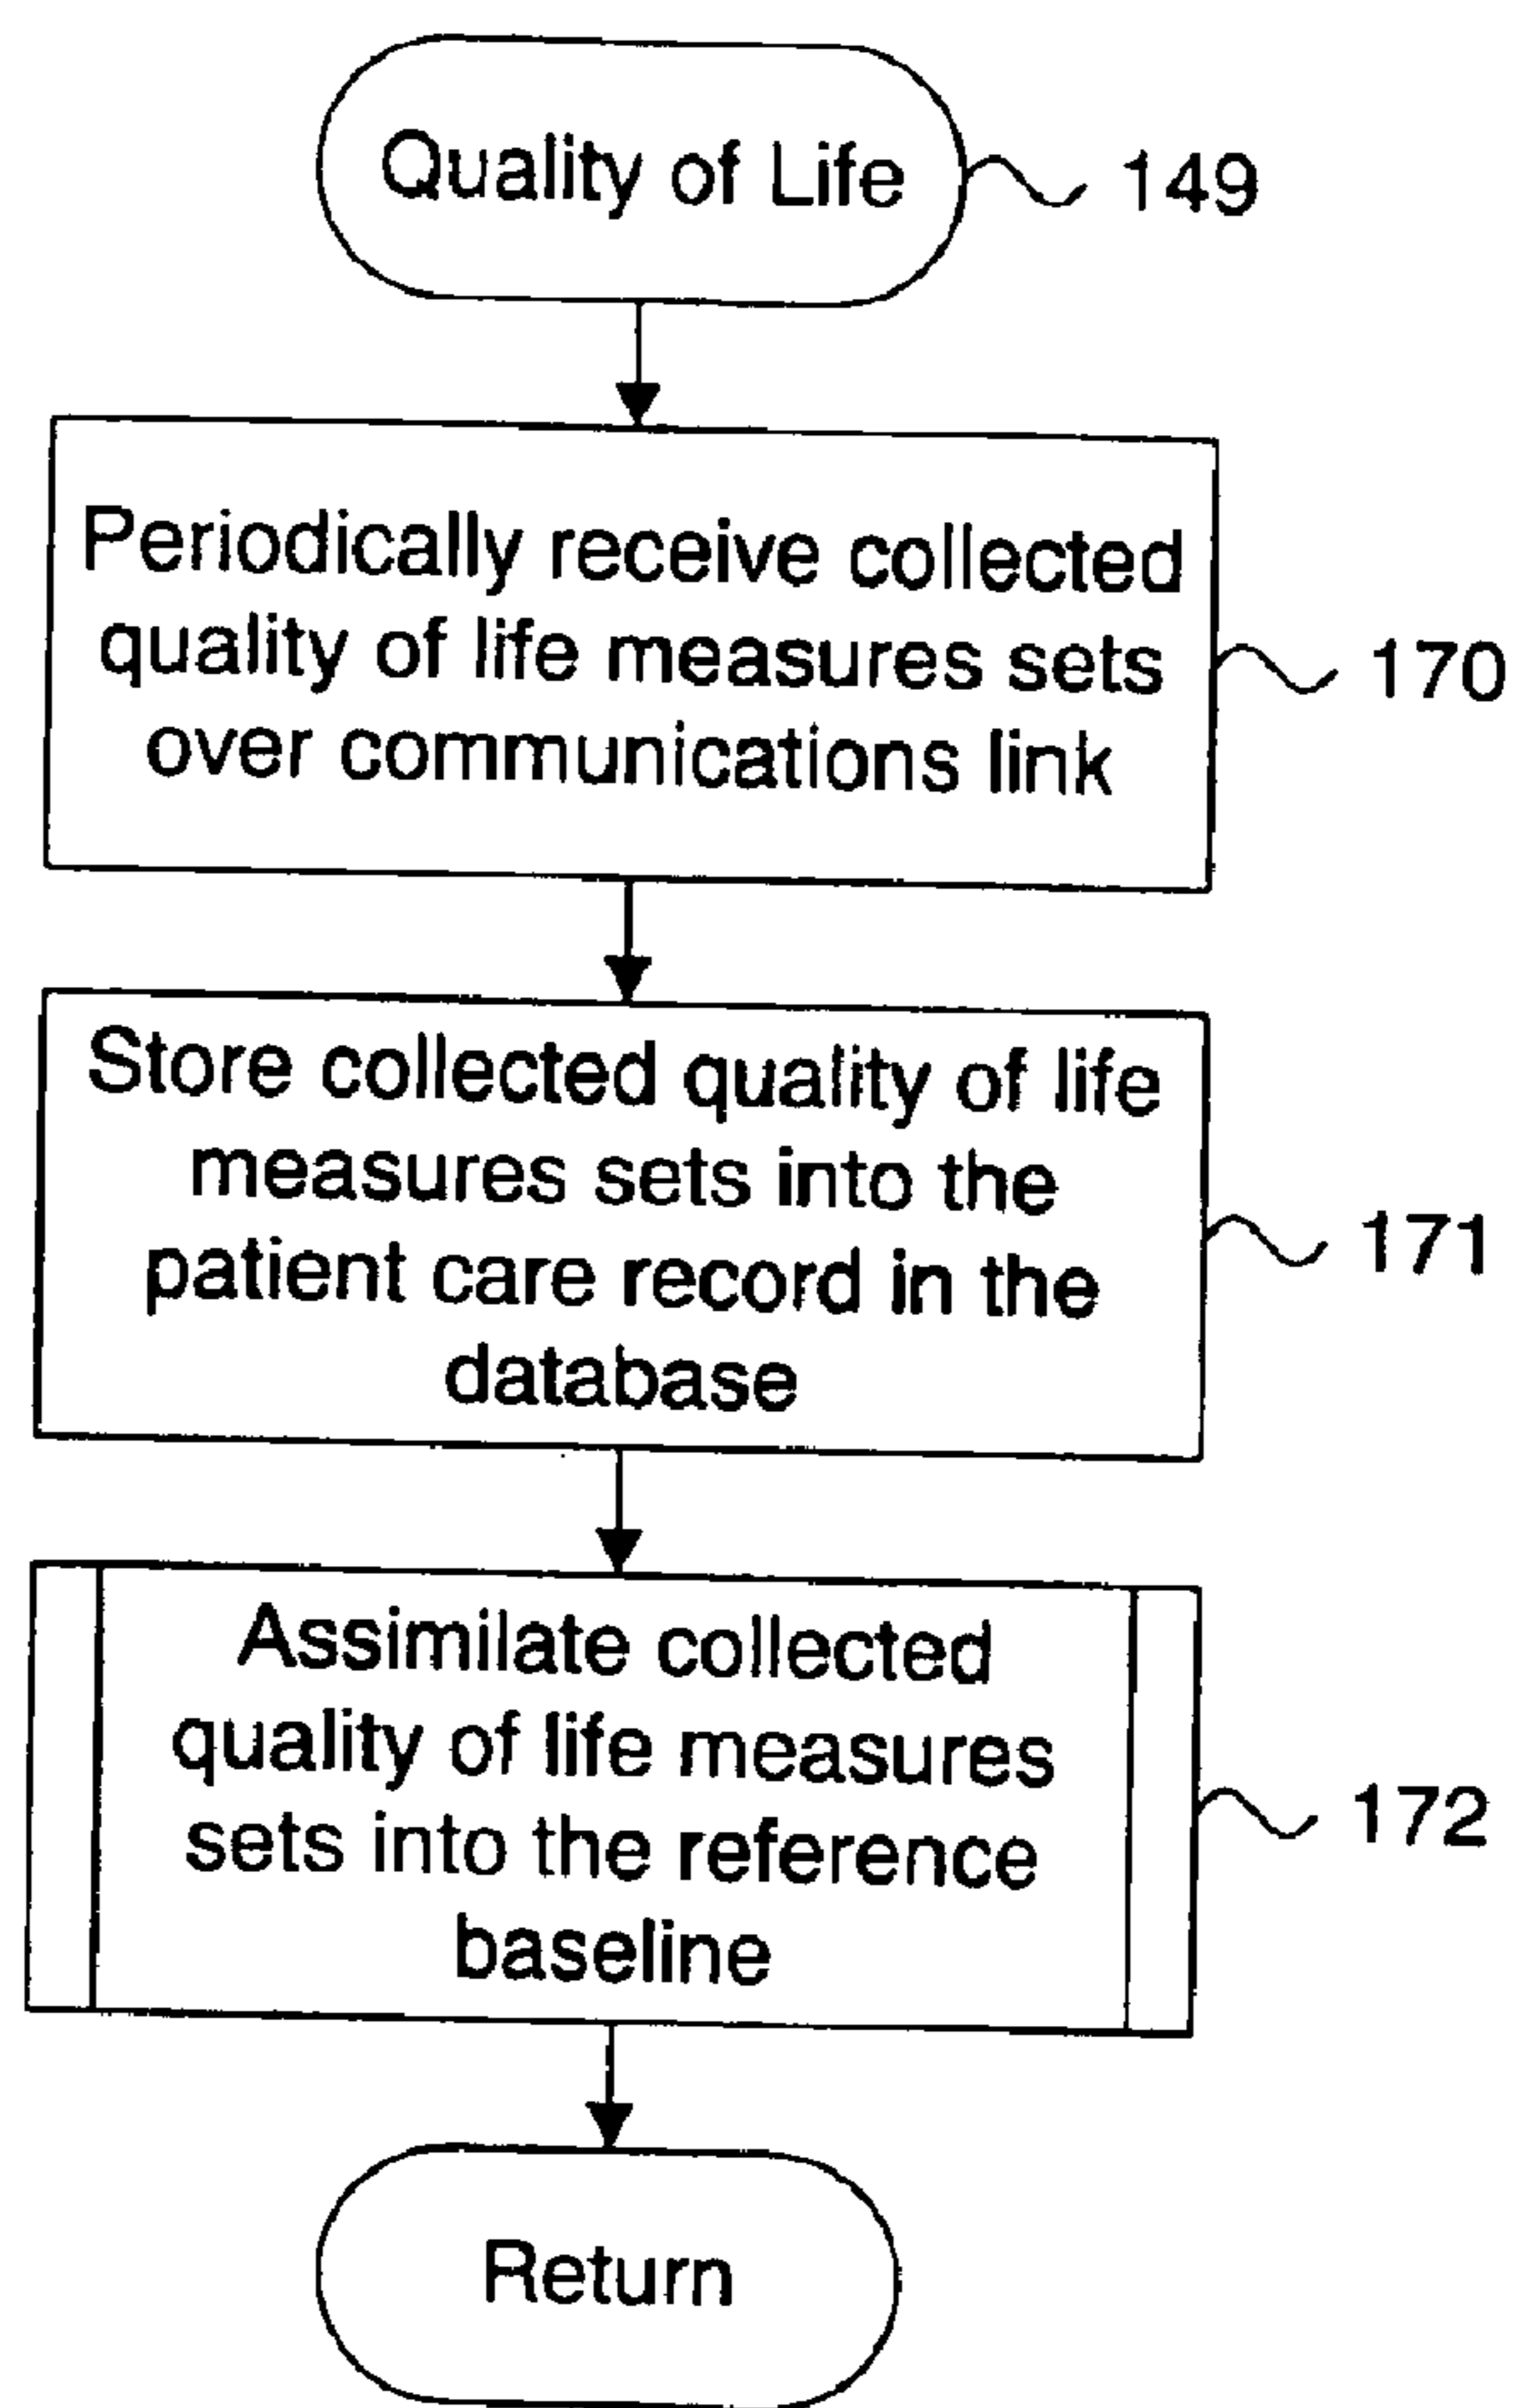 Quality of Life
149
Periodically receive collected
quality of life measures sets
over communications link
170
Store collected quality of life
measures sets into the
patient care record in the
database
171
Assimilate collected
quality of life measures
sets into the reference
baseline
172
Return